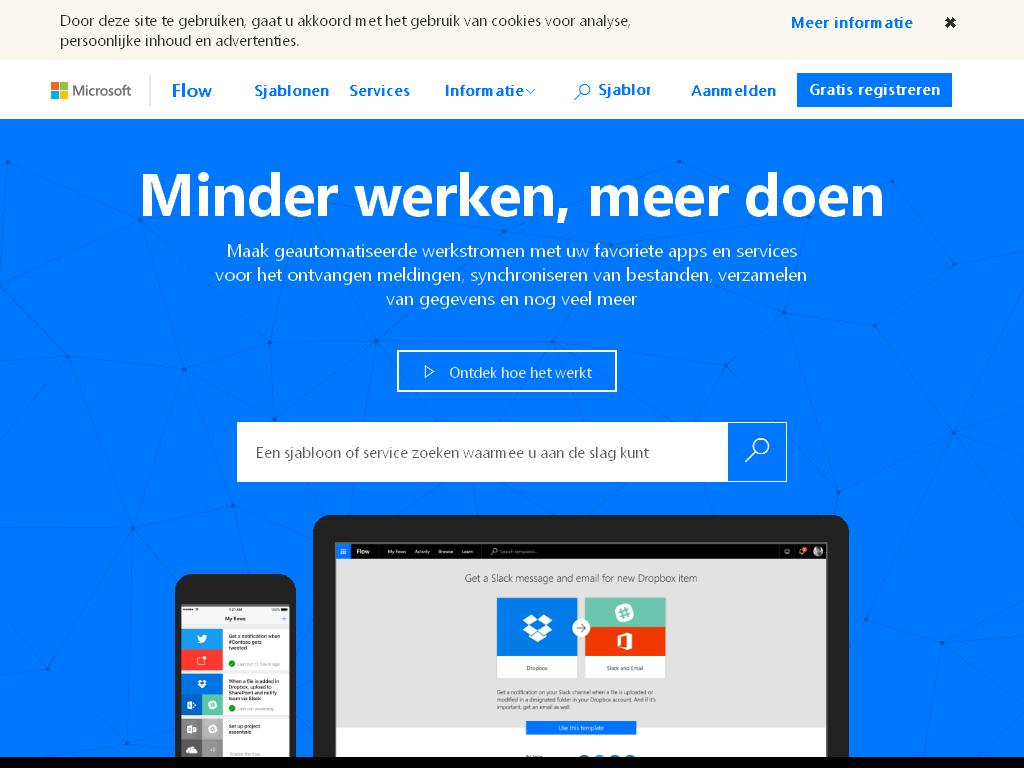 Door deze site te gebruiken, gaat u akkoord met het gebruik van cookies voor analyse,
persoonlijke inhoud en advertenties.
Meer informatie
Microsoft
Flow
Sjablonen
Services
Informatie
Sjablor
Aanmelden
Gratis registreren
Minder werken, meer doen
Maak geautomatiseerde werkstromen met uw favoriete apps en services
voor het ontvangen meldingen, synchroniseren van bestanden, verzamelen
van gegevens en nog veel meer
Ontdek hoe het werkt
Een sjabloon of service zoeken waarmee u aan de slag kunt
Flow
My flows
Activity
Browse
Learn
Search templates...
Get a Slack message and email for new Dropbox item
Dropbox
Slack and Email
Get a notification on your Slack channel when a file is uploaded or
modified in a designated folder in your Dropbox account. And if it's
important, get an email as well.
Use this template
My flows
Get a notification when
#Contoso gets
tweeted
Last run 12 hours ago
When a file is added in
Dropbox, upload to
SharePoint and notify
team via Slack
Last run yesterday
Set up project
essentials
Enable the flow